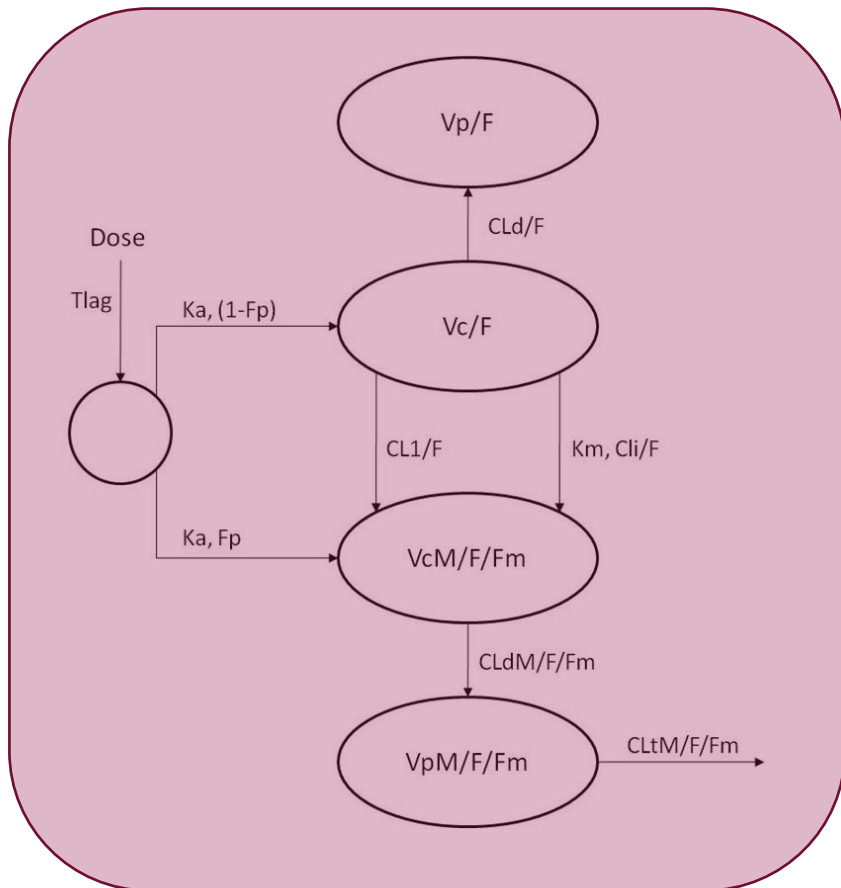 Vp/F
CLd/F
Dose
Tlag
Ka, (1-Fp)
Vc/F
CL1/F
Km, Cli/F
Ka, Fp
VcM/F/Fm
CLdM/F/Fm
VpM/F/Fm
CLtM/F/Fm